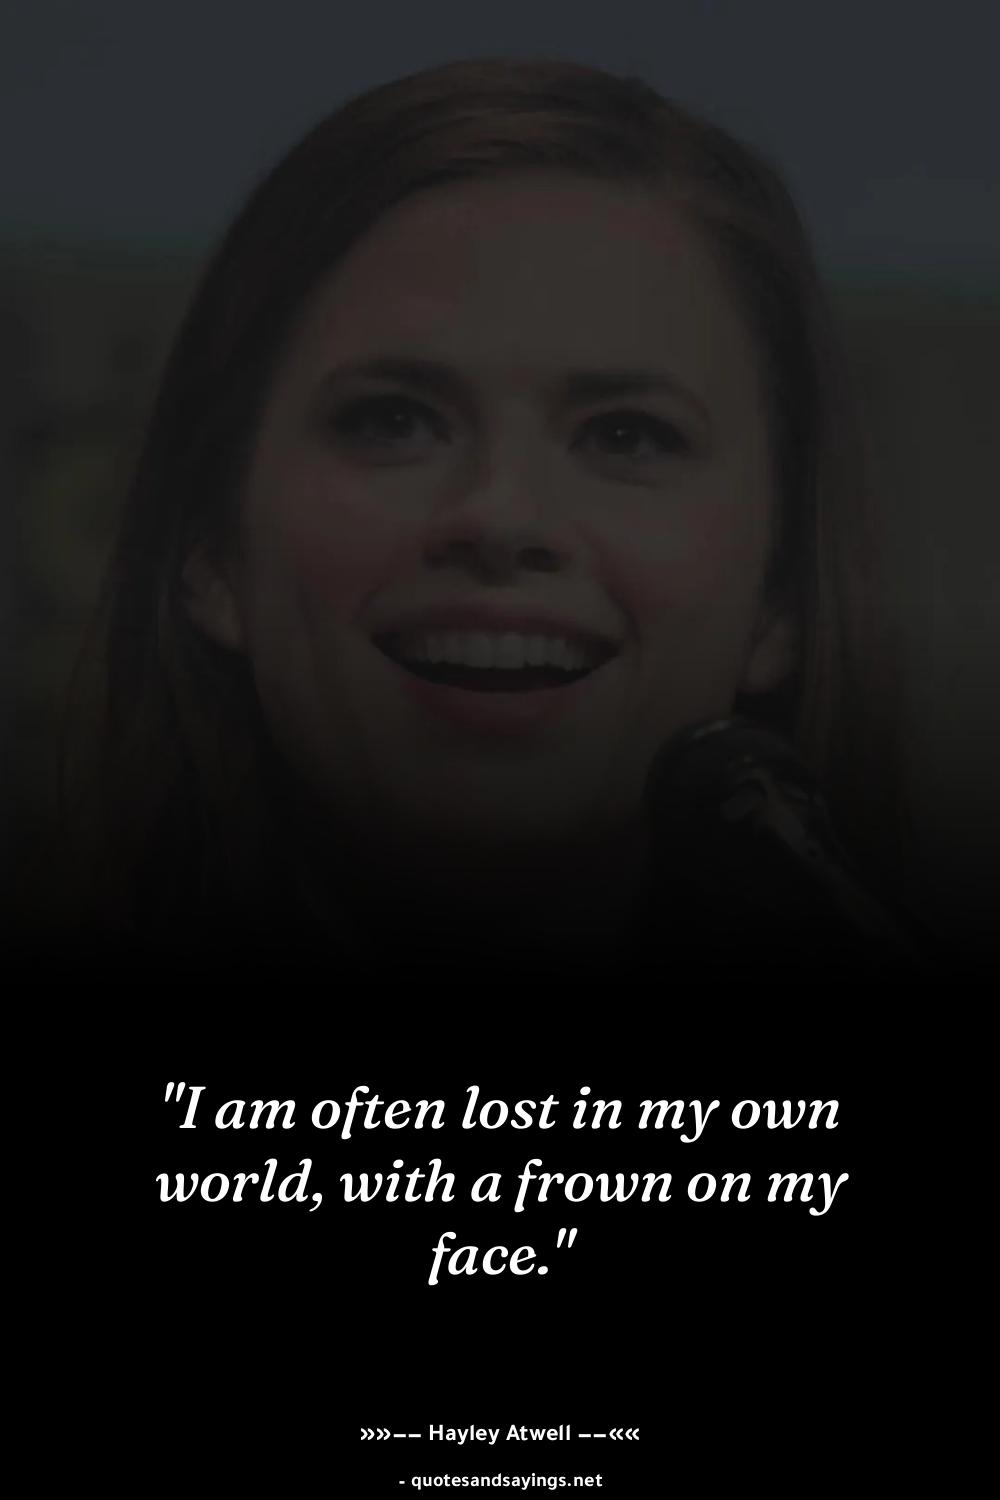 "I am often lost in my own
world, with a frown on my
face."
»»−− Hayley Atwell −−««
- quotesandsayings.net